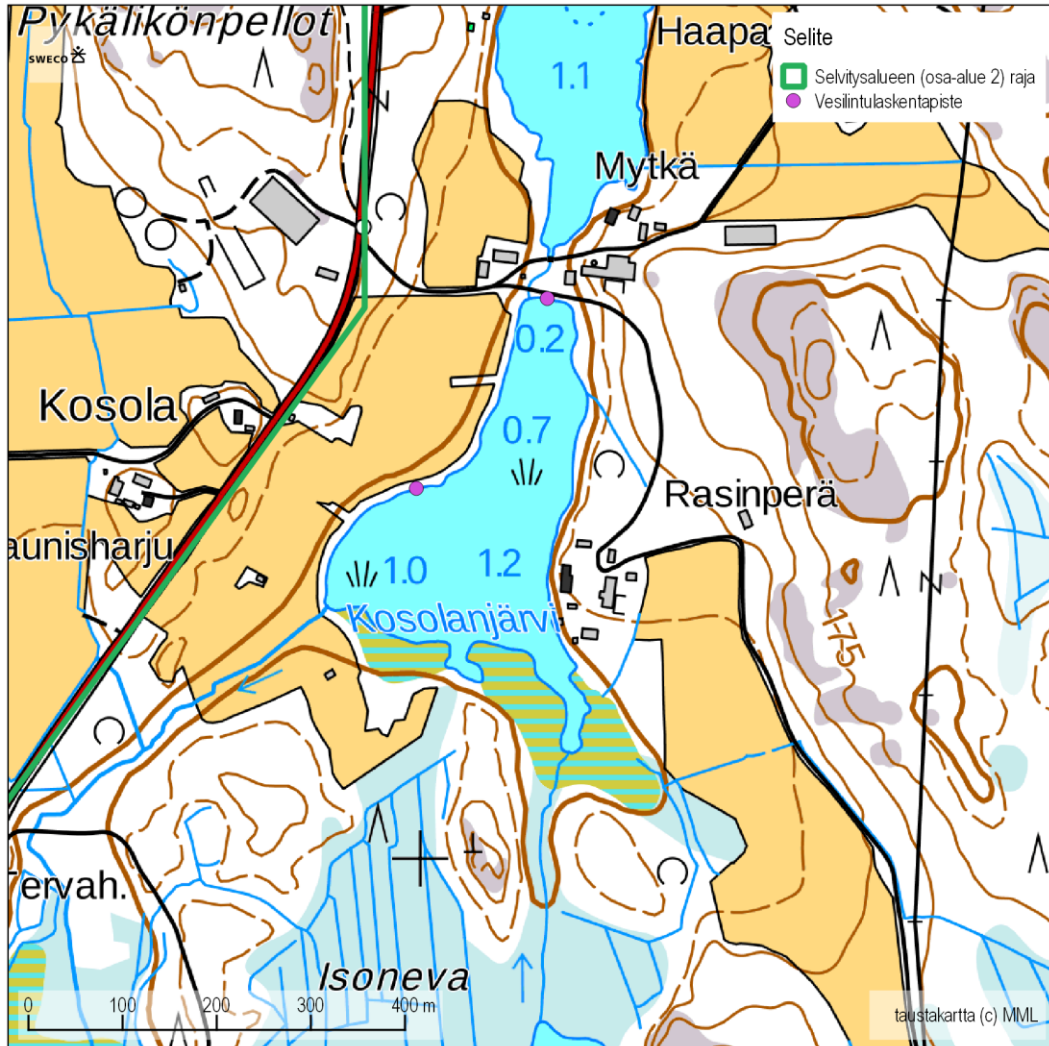 Pykälikönpellot
SWECO
Haapa
Selite
Selvitysalueen (osa-alue 2) raja
Vesilintulaskentapiste
1.1
Mytkä
0.2
Kosola
0.7
Rasinperä
aunisharju
1.0
1.2
Kosolanjärvi
175
Tervah.
Isoneva
0 100 200 300 400 m
taustakartta (c) MML